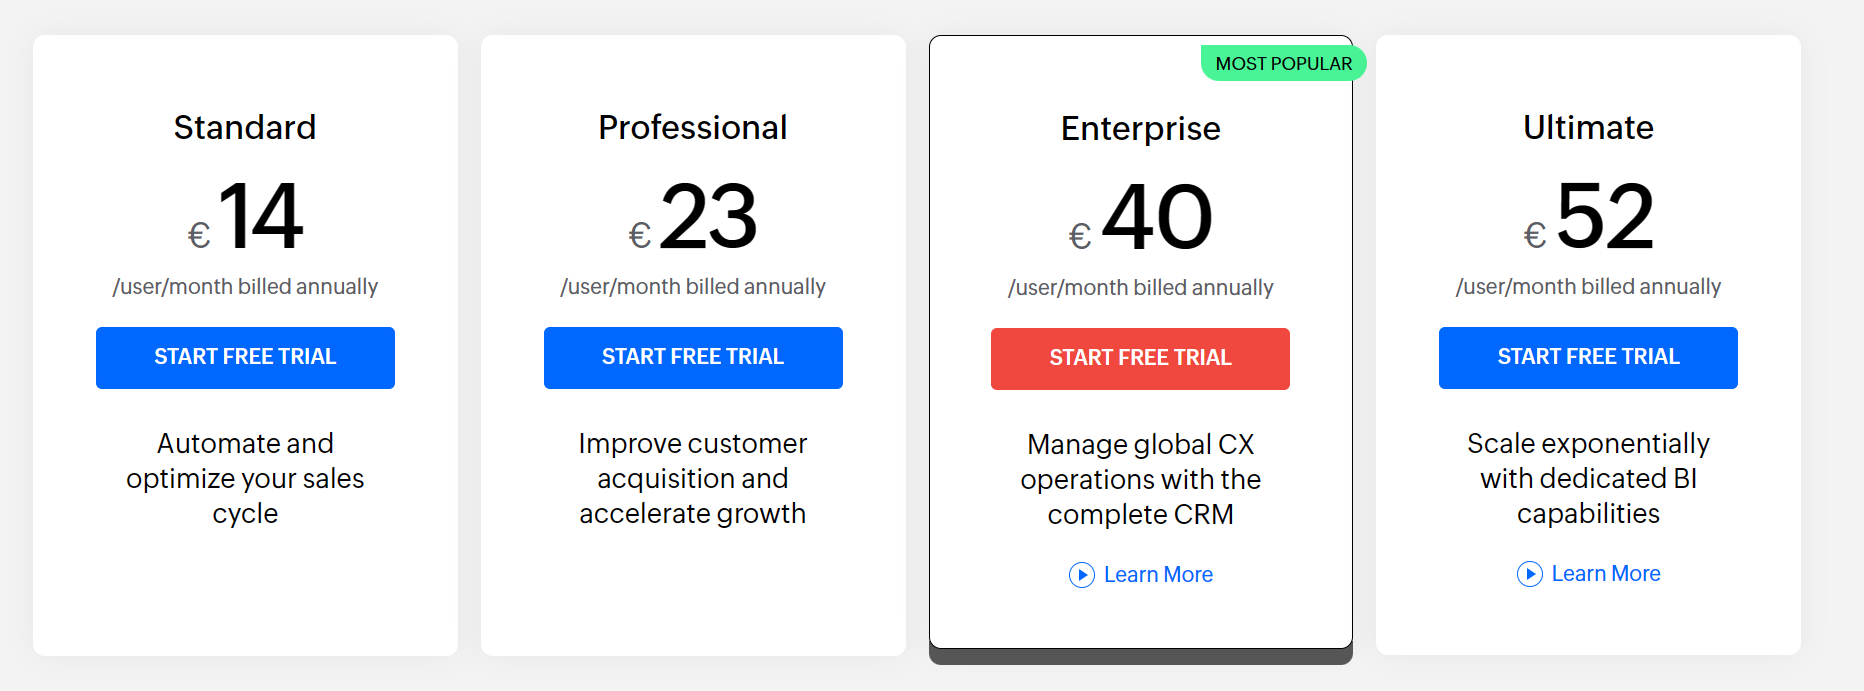 Standard
€ 14
/user/month billed annually
START FREE TRIAL
Automate and
optimize your sales
cycle
Professional
€ 23
/user/month billed annually
START FREE TRIAL
Improve customer
acquisition and
accelerate growth
MOST POPULAR
Enterprise
€ 40
/user/month billed annually
START FREE TRIAL
Manage global CX
operations with the
complete CRM
Learn More
Ultimate
€ 52
/user/month billed annually
START FREE TRIAL
Scale exponentially
with dedicated BI
capabilities
Learn More